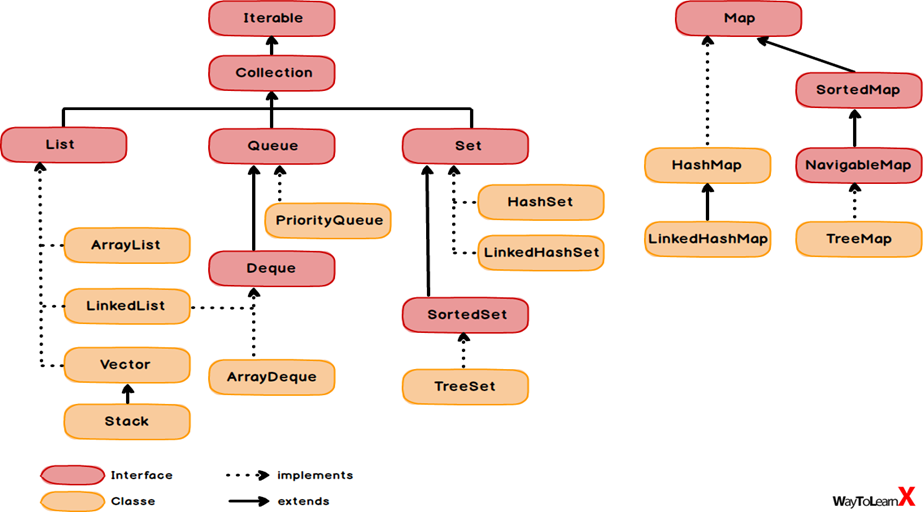 Iterable
Map
Collection
SortedMap
List
Queue
Set
HashMap
NavigableMap
HashSet
PriorityQueue
ArrayList
LinkedHashSet
LinkedHashMap
TreeMap
Deque
LinkedList
SortedSet
Vector
ArrayDeque
TreeSet
Stack
Interface
implements
Classe
extends
WayToLearnX